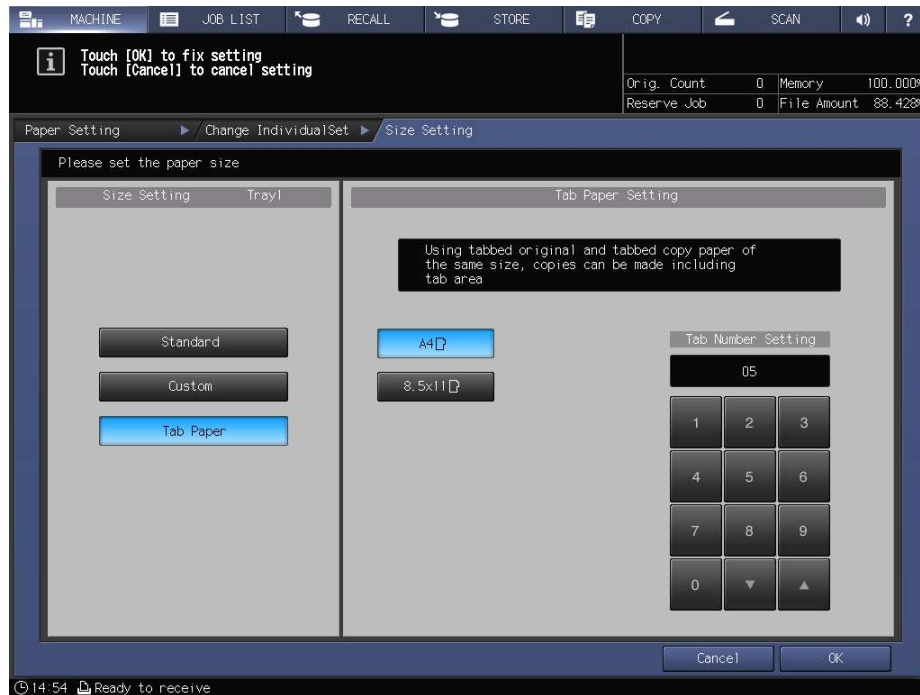 MACHINE JOB LIST RECALL STORE COPY SCAN ?
Touch [OK] to fix setting
Touch [Cancel] to cancel setting
Orig. Count 0 Memory 100.000%
Reserve Job 0 File Amount 88.428%
Paper Setting Change IndividualSet Size Setting
Please set the paper size
Size Setting Tray1
Tab Paper Setting
Using tabbed original and tabbed copy paper of
the same size, copies can be made including
tab area
Standard
Custom
Tab Paper
A4
8.5x11
Tab Number Setting
05
1 2 3
4 5 6
7 8 9
0 ▼ ▲
Cancel OK
14:54 Ready to receive